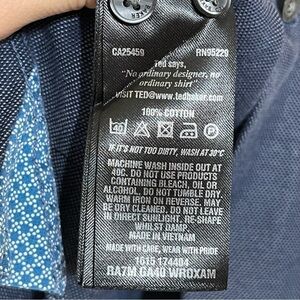 CA25459 RN95229
Ted says,
"No ordinary designer, no
ordinary shirt"
VISIT TED@www.tedbaker.com
100% COTTON
40
IF IT'S NOT TOO DIRTY, WASH AT 30°C
MACHINE WASH INSIDE OUT AT
40C. DO NOT USE PRODUCTS
CONTAINING BLEACH, OIL OR
ALCOHOL. DO NOT TUMBLE DRY.
WARM IRON ON REVERSE. MAY
BE DRY CLEANED. DO NOT LEAVE
IN DIRECT SUNLIGHT. RE-SHAPE
WHILST DAMP.
MADE IN VIETNAM
MADE WITH CARE, WEAR WITH PRIDE
1615 174404
RA7M GA40 WROXAM